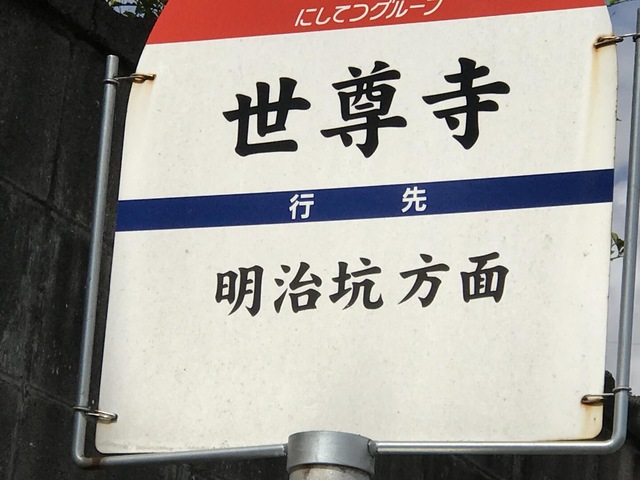 にしてつグループ
世尊寺
行先
明治坑方面